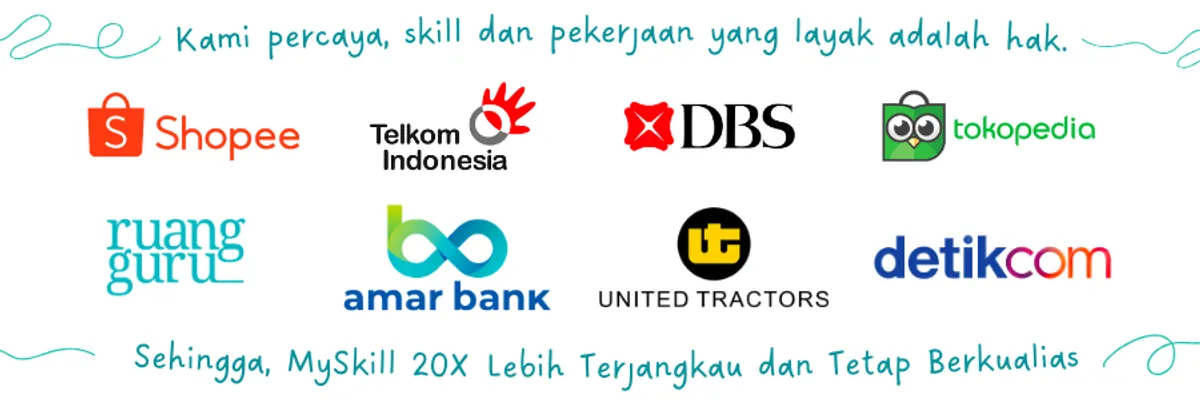 Kami percaya, skill dan pekerjaan yang layak adalah hak.
S Shopee
Telkom
Indonesia
DBS
tokopedia
ruang
guru
amar bank
ut
UNITED TRACTORS
detikcom
Sehingga, MySkill 20X Lebih Terjangkau dan Tetap Berkualias